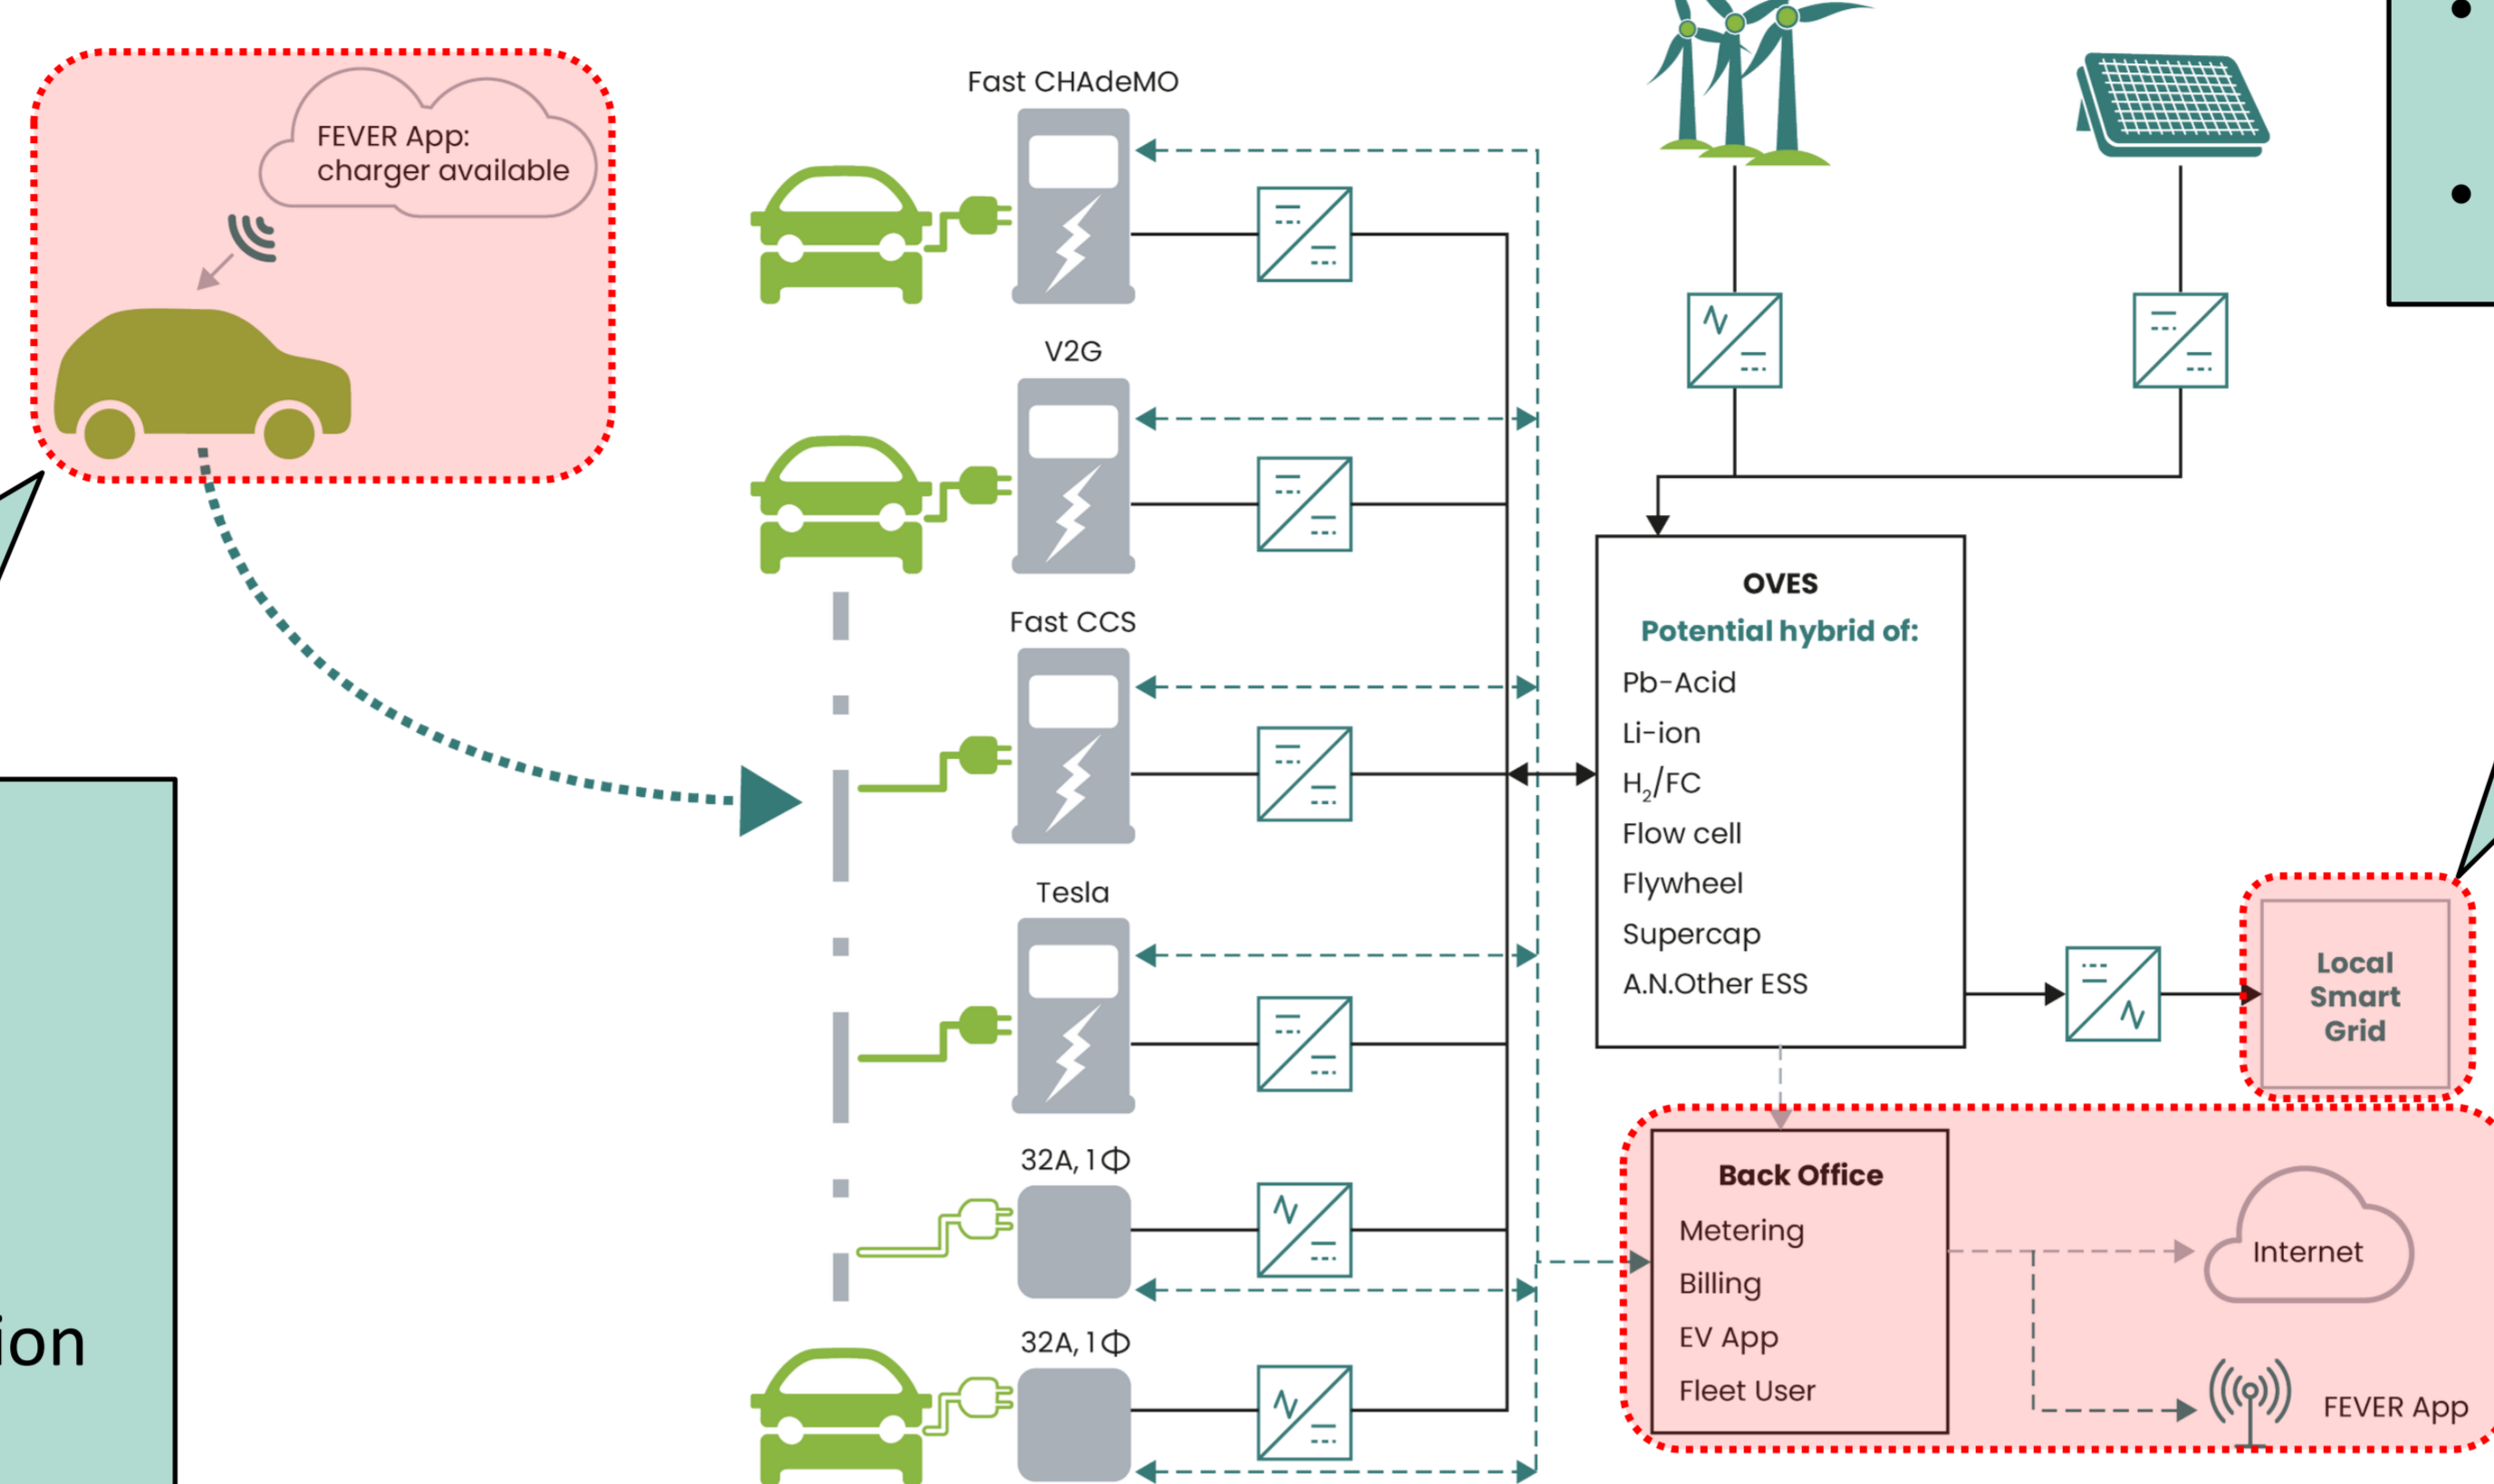 FEVER App:
charger available
Fast CHAdeMO
V2G
Fast CCS
Tesla
32A, 1Φ
32A, 1Φ
OVES
Potential hybrid of:
Pb-Acid
Li-ion
H₂/FC
Flow cell
Flywheel
Supercap
A.N.Other ESS
Local
Smart
Grid
Back Office
Metering
Billing
EV App
Fleet User
Internet
FEVER App
ion